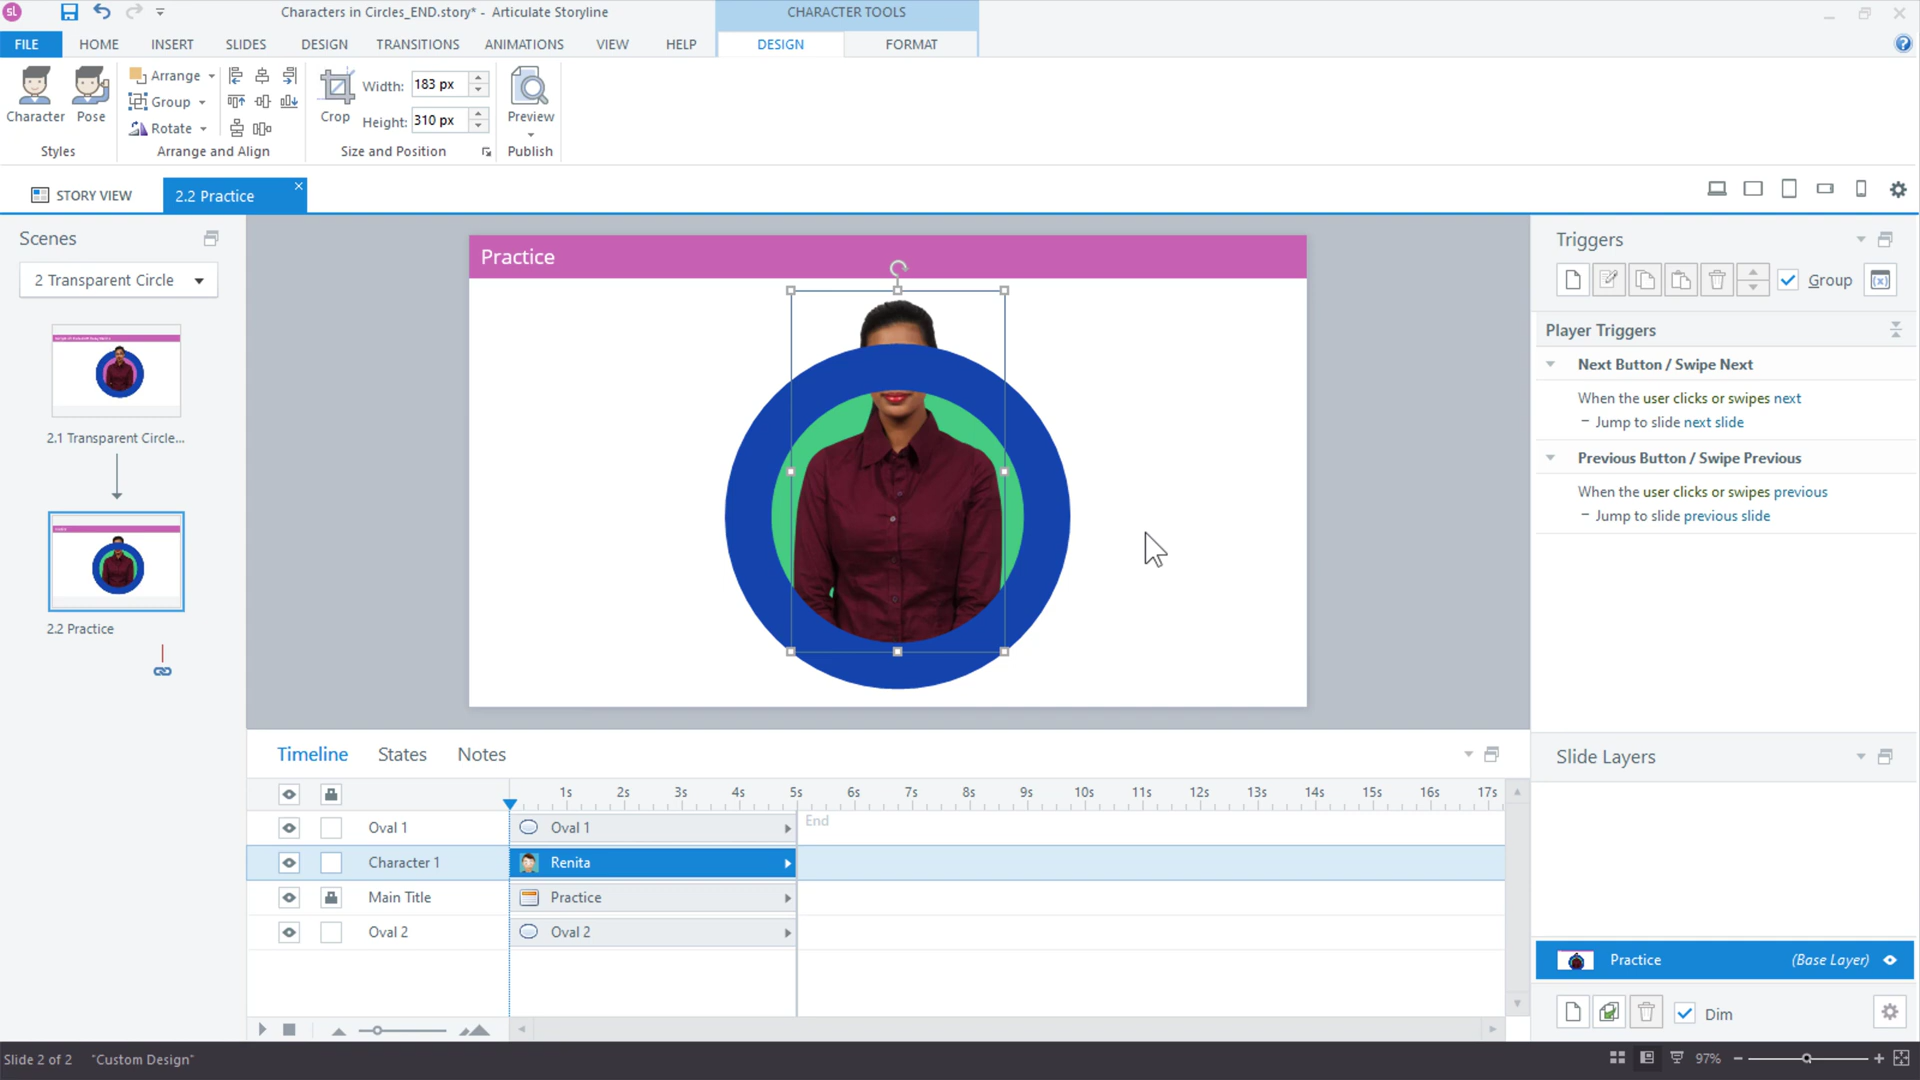 sl
Characters in Circles_END.story* - Articulate Storyline
CHARACTER TOOLS
FILE HOME INSERT SLIDES DESIGN TRANSITIONS ANIMATIONS VIEW HELP DESIGN FORMAT
Character Pose
Styles
Arrange
Group
Rotate
Arrange and Align
Crop
Width: 183 px
Height: 310 px
Size and Position
Preview
Publish
STORY VIEW
2.2 Practice
Scenes
2 Transparent Circle
2.1 Transparent Circle...
2.2 Practice
Practice
Triggers
Group
(x)
Player Triggers
Next Button / Swipe Next
When the user clicks or swipes next
– Jump to slide next slide
Previous Button / Swipe Previous
When the user clicks or swipes previous
– Jump to slide previous slide
Timeline States Notes
1s 2s 3s 4s 5s 6s 7s 8s 9s 10s 11s 12s 13s 14s 15s 16s 17s
Oval 1 Oval 1 End
Character 1 Renita
Main Title Practice
Oval 2 Oval 2
Slide Layers
Practice (Base Layer)
Dim
Slide 2 of 2 "Custom Design"
97%